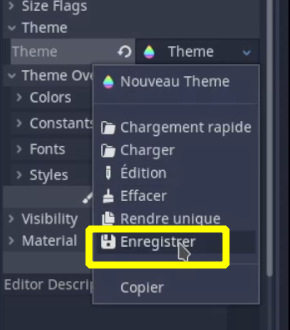 Size Flags
Theme
Theme Theme
Theme Ove
Nouveau Theme
Colors
Constants
Chargement rapide
Charger
Fonts
Édition
Styles
Effacer
Visibility
Rendre unique
Material
Enregistrer
Editor Descrip
Copier